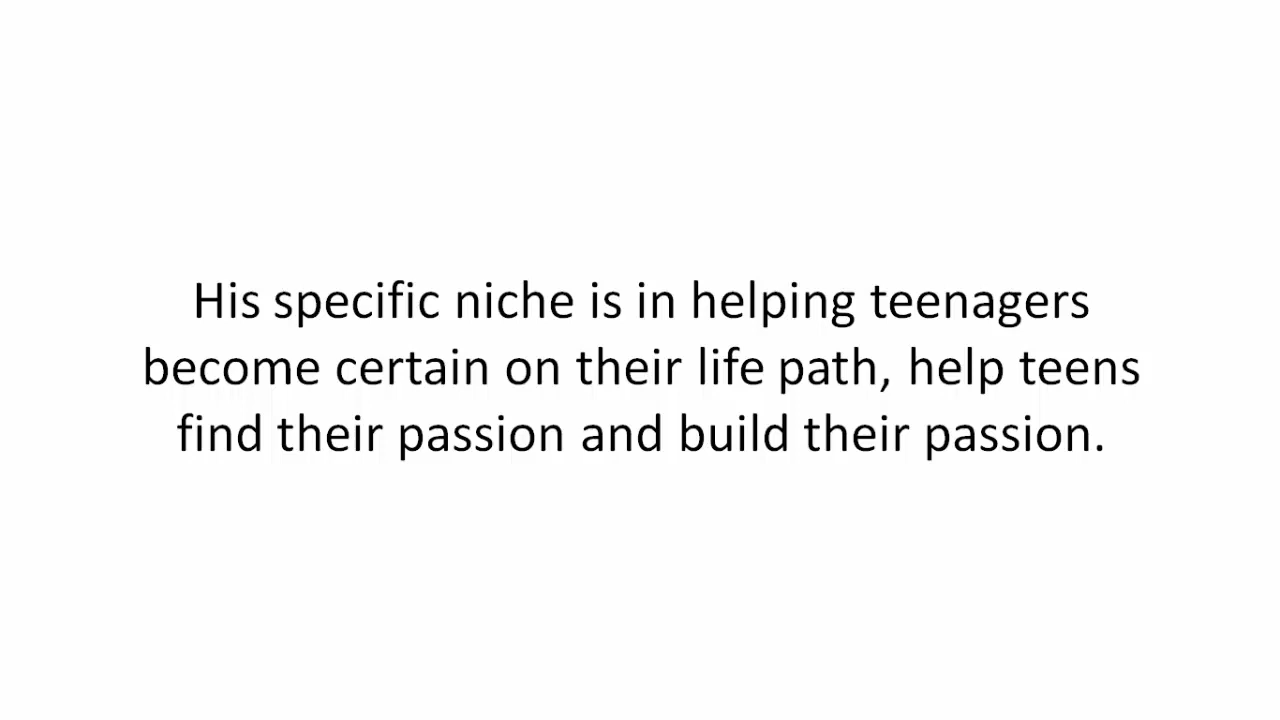 His specific niche is in helping teenagers
become certain on their life path, help teens
find their passion and build their passion.